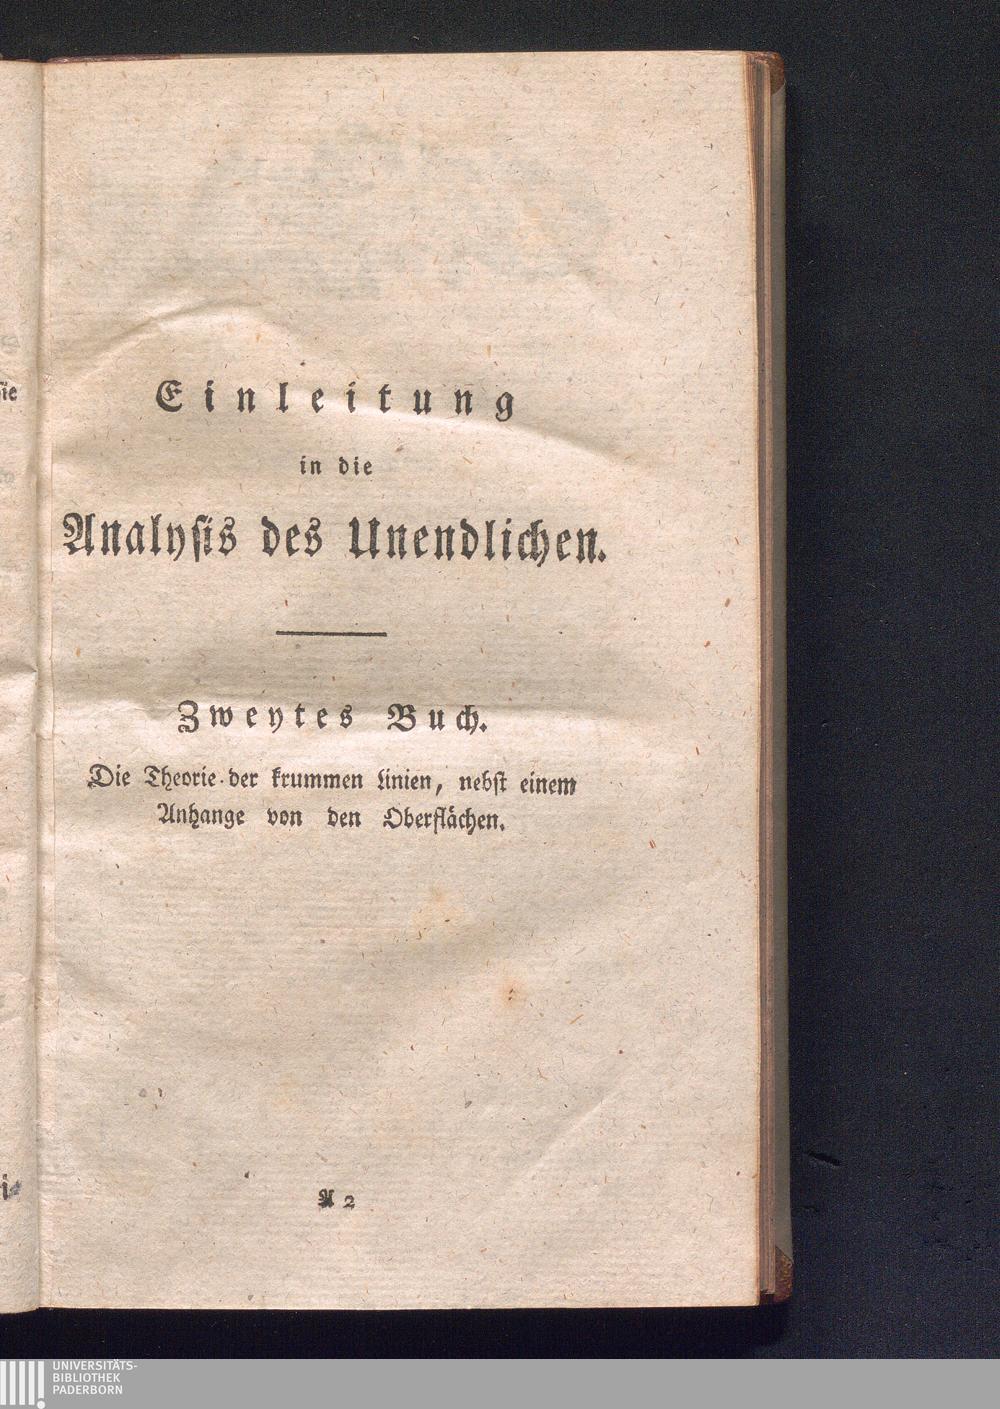 Einleitung
in die
Analysis des Unendlichen.
Zweytes Buch.
Die Theorie der krummen Linien, nebst einem
Anhange von den Oberflächen.
A 2
UNIVERSITÄTS-
BIBLIOTHEK
PADERBORN